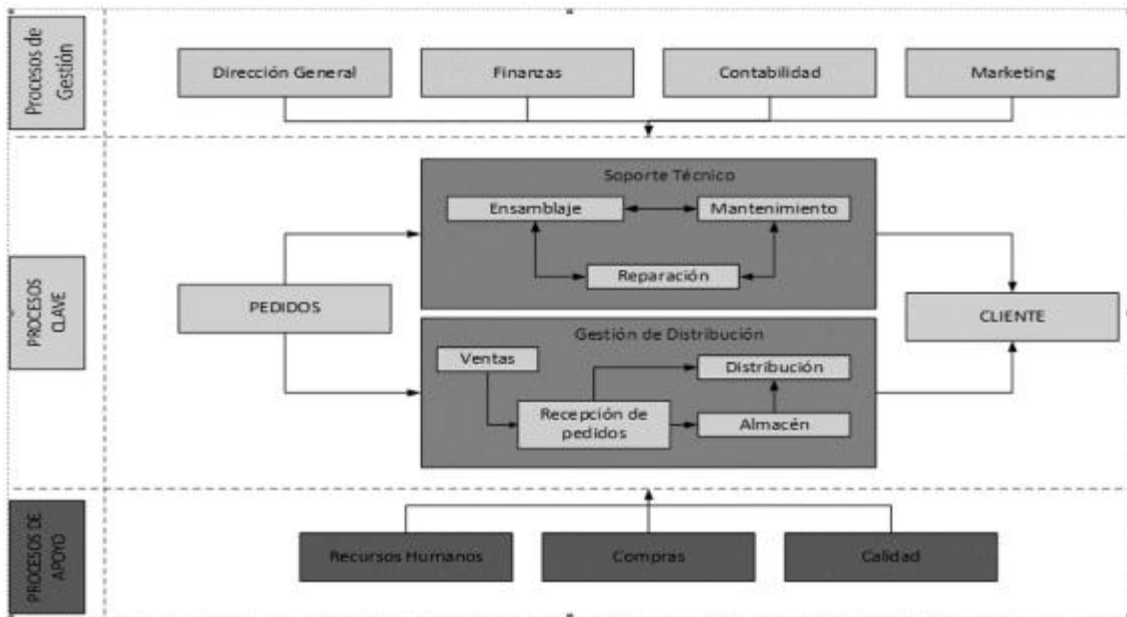 Procesos de
Gestión
Dirección General
Finanzas
Contabilidad
Marketing
PROCESOS
CLAVE
PEDIDOS
Soporte Técnico
Ensamblaje
Mantenimiento
Reparación
Gestión de Distribución
Ventas
Distribución
Recepción de
pedidos
Almacén
CLIENTE
PROCESOS DE
APOYO
Recursos Humanos
Compras
Calidad